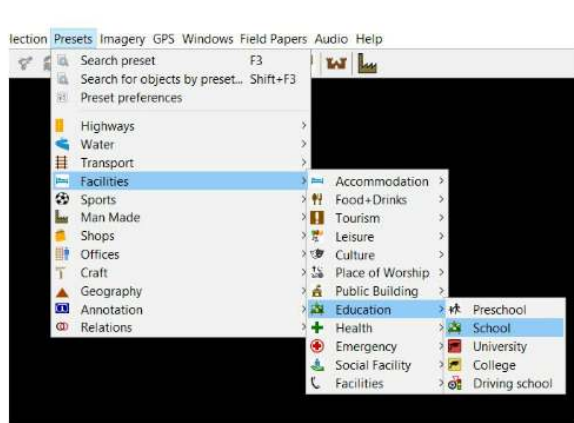 lection Presets Imagery GPS Windows Field Papers Audio Help
Search preset F3
Search for objects by preset... Shift+F3
Preset preferences
Highways
Water
Transport
Facilities
Sports
Man Made
Shops
Offices
Craft
Geography
Annotation
Relations
Accommodation
Food+Drinks
Tourism
Leisure
Culture
Place of Worship
Public Building
Education
Health
Emergency
Social Facility
Facilities
Preschool
School
University
College
Driving school